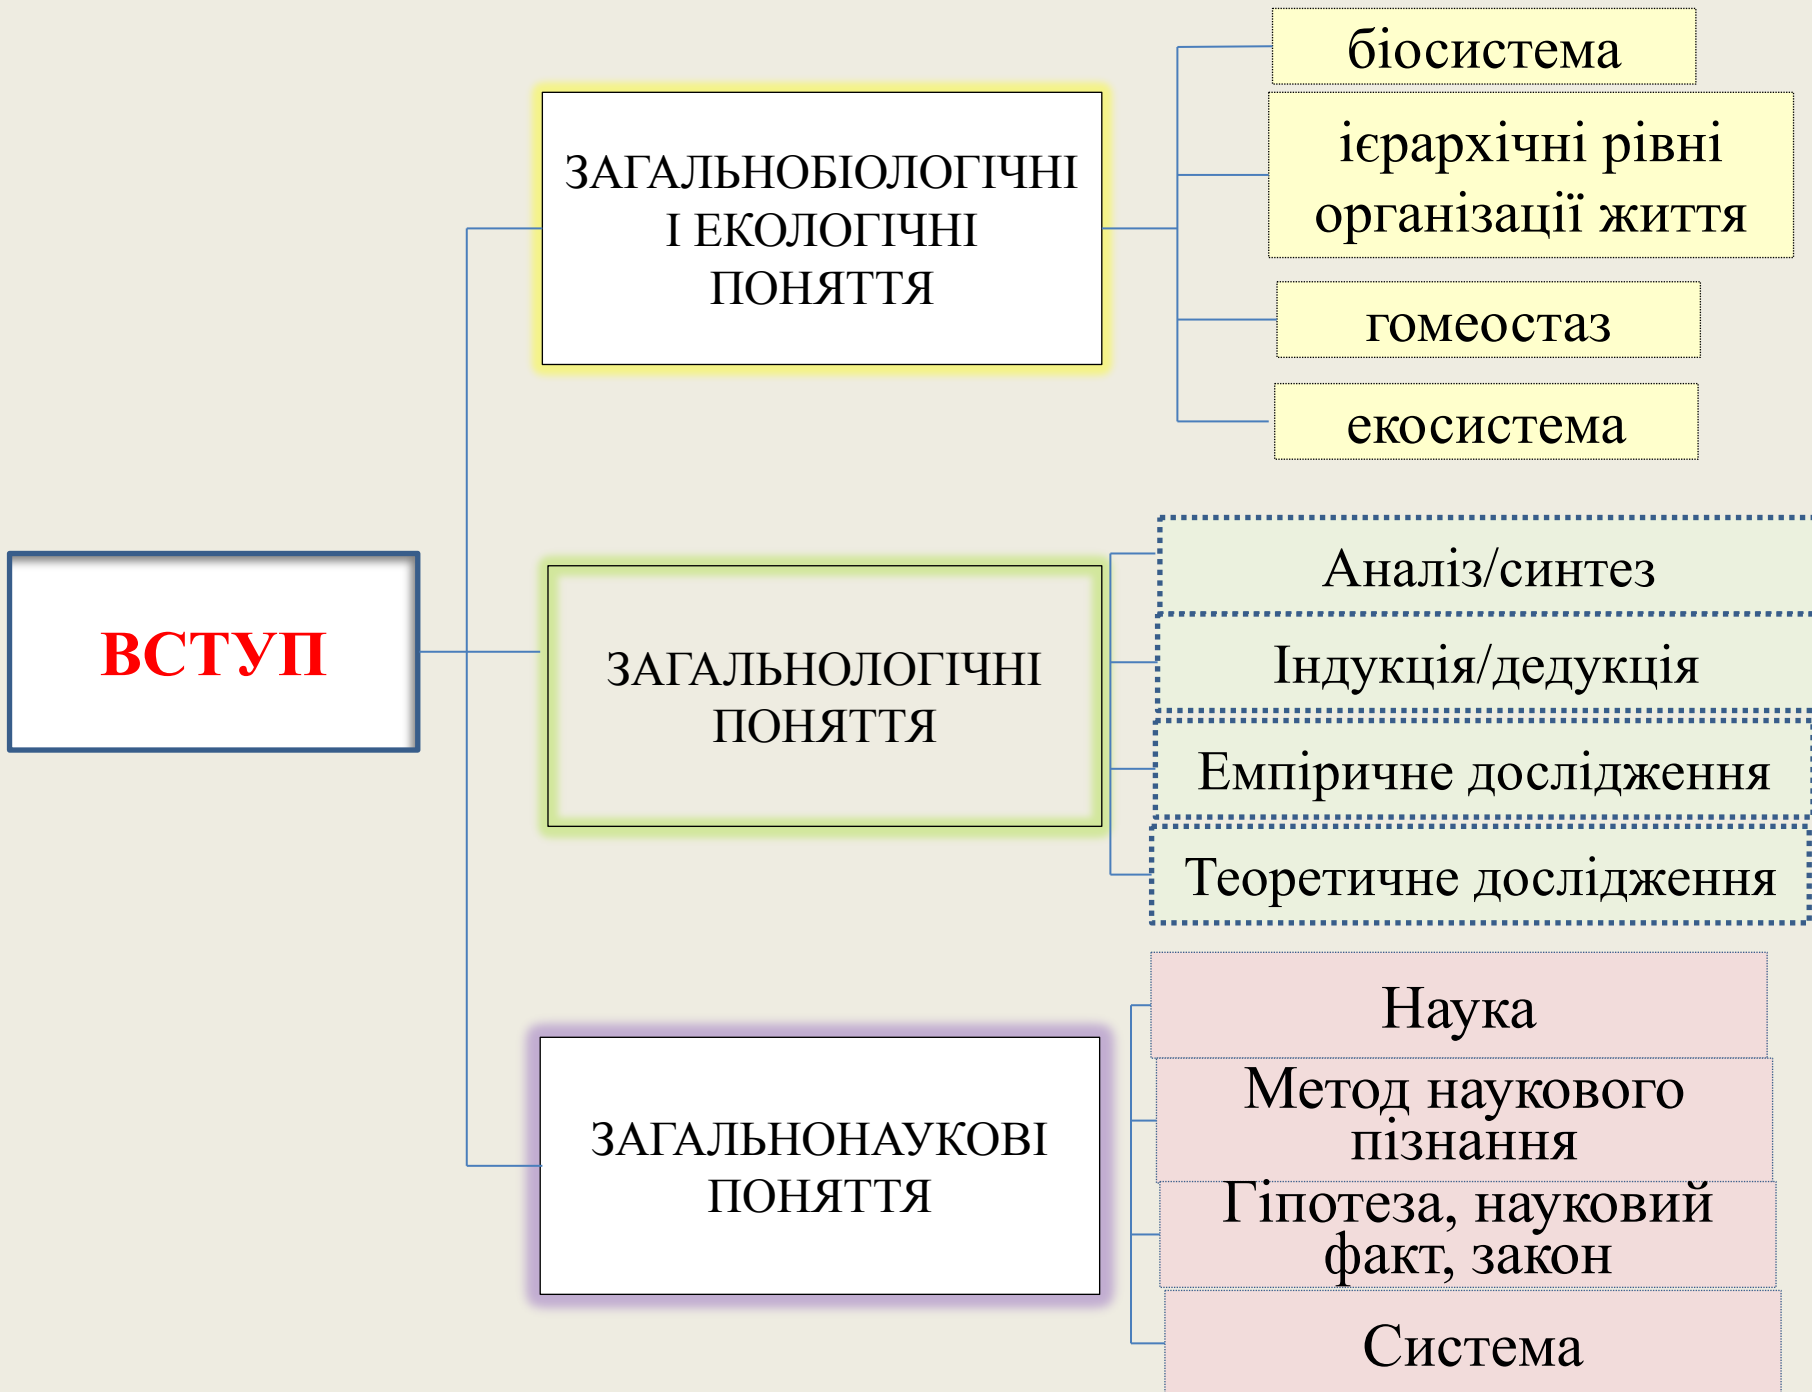 ВСТУП
ЗАГАЛЬНОБІОЛОГІЧНІ
І ЕКОЛОГІЧНІ
ПОНЯТТЯ
біосистема
ієрархічні рівні
організації життя
гомеостаз
екосистема
ЗАГАЛЬНОЛОГІЧНІ
ПОНЯТТЯ
Аналіз/синтез
Індукція/дедукція
Емпіричне дослідження
Теоретичне дослідження
ЗАГАЛЬНОНАУКОВІ
ПОНЯТТЯ
Наука
Метод наукового
пізнання
Гіпотеза, науковий
факт, закон
Система